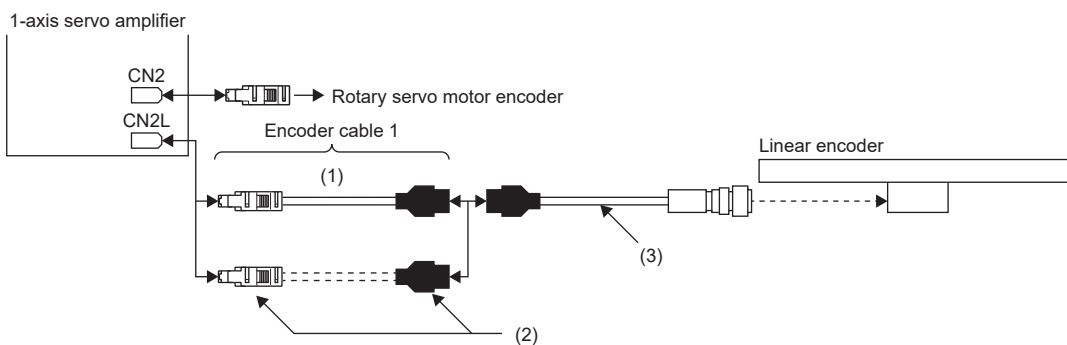 1-axis servo amplifier
CN2
Rotary servo motor encoder
CN2L
Encoder cable 1
Linear encoder
(1)
(3)
(2)